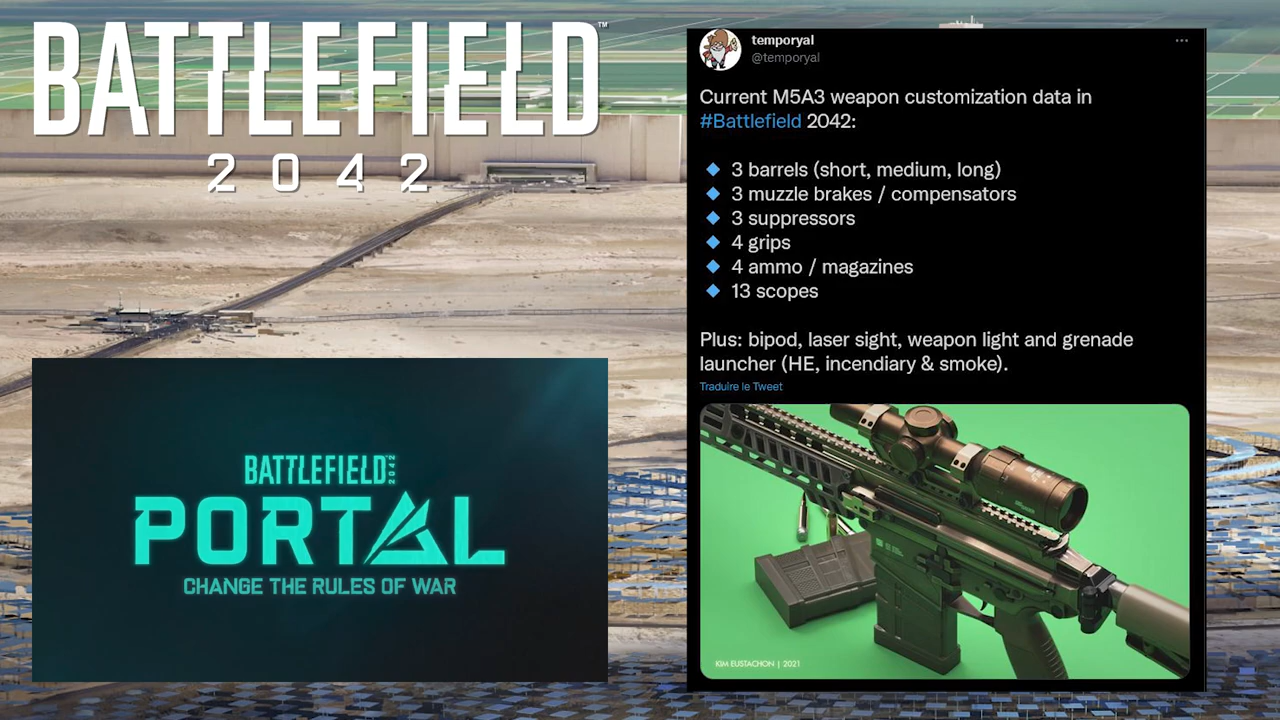 BATTLEFIELD™
2042
BATTLEFIELD 2042
PORTAL
CHANGE THE RULES OF WAR
temporyal
@temporyal
Current M5A3 weapon customization data in
#Battlefield 2042:
3 barrels (short, medium, long)
3 muzzle brakes / compensators
3 suppressors
4 grips
4 ammo / magazines
13 scopes
Plus: bipod, laser sight, weapon light and grenade
launcher (HE, incendiary & smoke).
Traduire le Tweet
KIM EUSTACHON | 2021